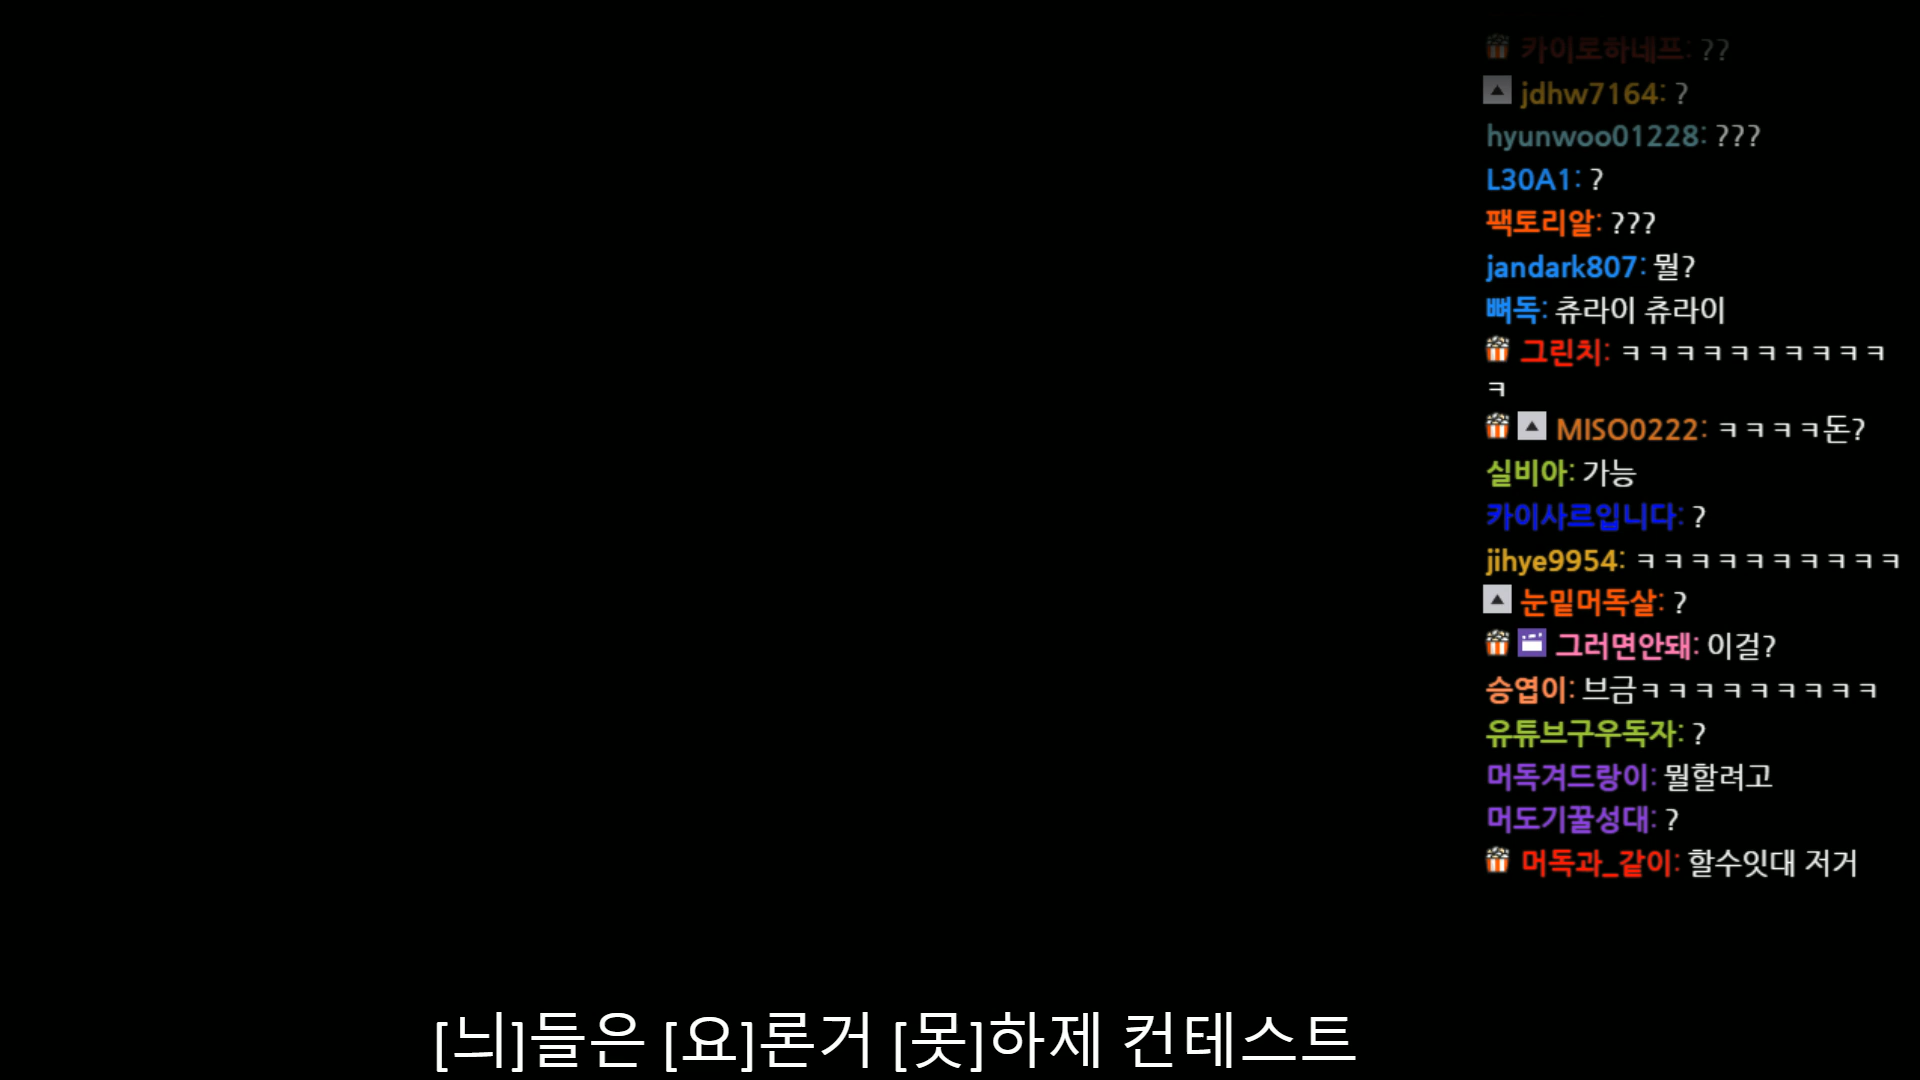 카이로하네프: ??
jdhw7164: ?
hyunwoo01228: ???
L30A1: ?
팩토리알: ???
jandark807: 뭘?
뼈독: 츄라이 츄라이
그린치: ㅋㅋㅋㅋㅋㅋㅋㅋㅋㅋ
ㅋ
MISO0222: ㅋㅋㅋㅋ돈?
실비아: 가능
카이사르입니다: ?
jihye9954: ㅋㅋㅋㅋㅋㅋㅋㅋㅋㅋ
눈밑머독살: ?
그러면안돼: 이걸?
승엽이: 브금ㅋㅋㅋㅋㅋㅋㅋㅋㅋ
유튜브구우독자: ?
머독겨드랑이: 뭘할려고
머도기꿀성대: ?
머독과_같이: 할수잇대 저거
[늬]들은 [요]론거 [못]하제 컨테스트